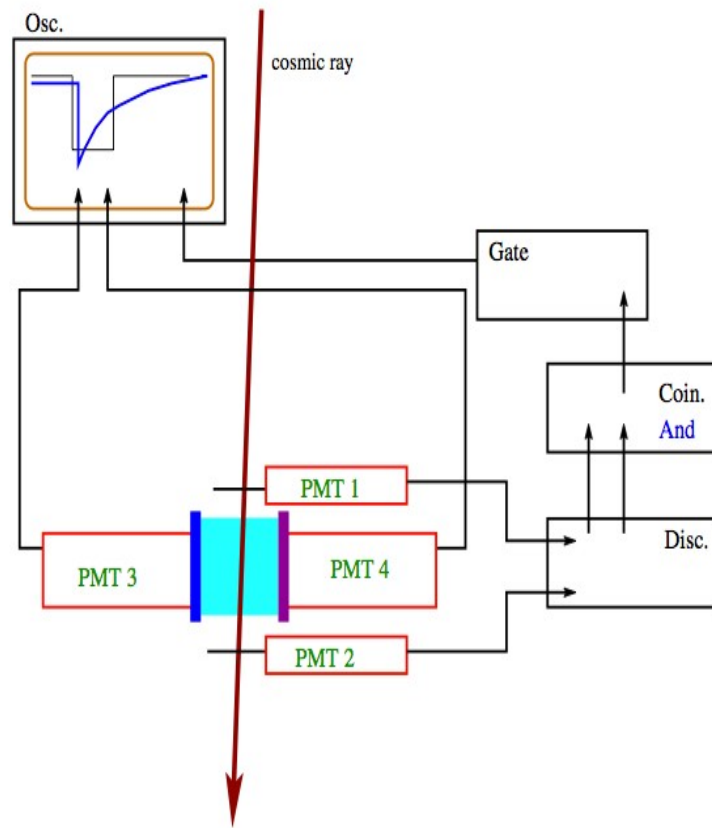 Osc.
cosmic ray
Gate
Coin.
And
PMT 1
Disc.
PMT 3
PMT 4
PMT 2